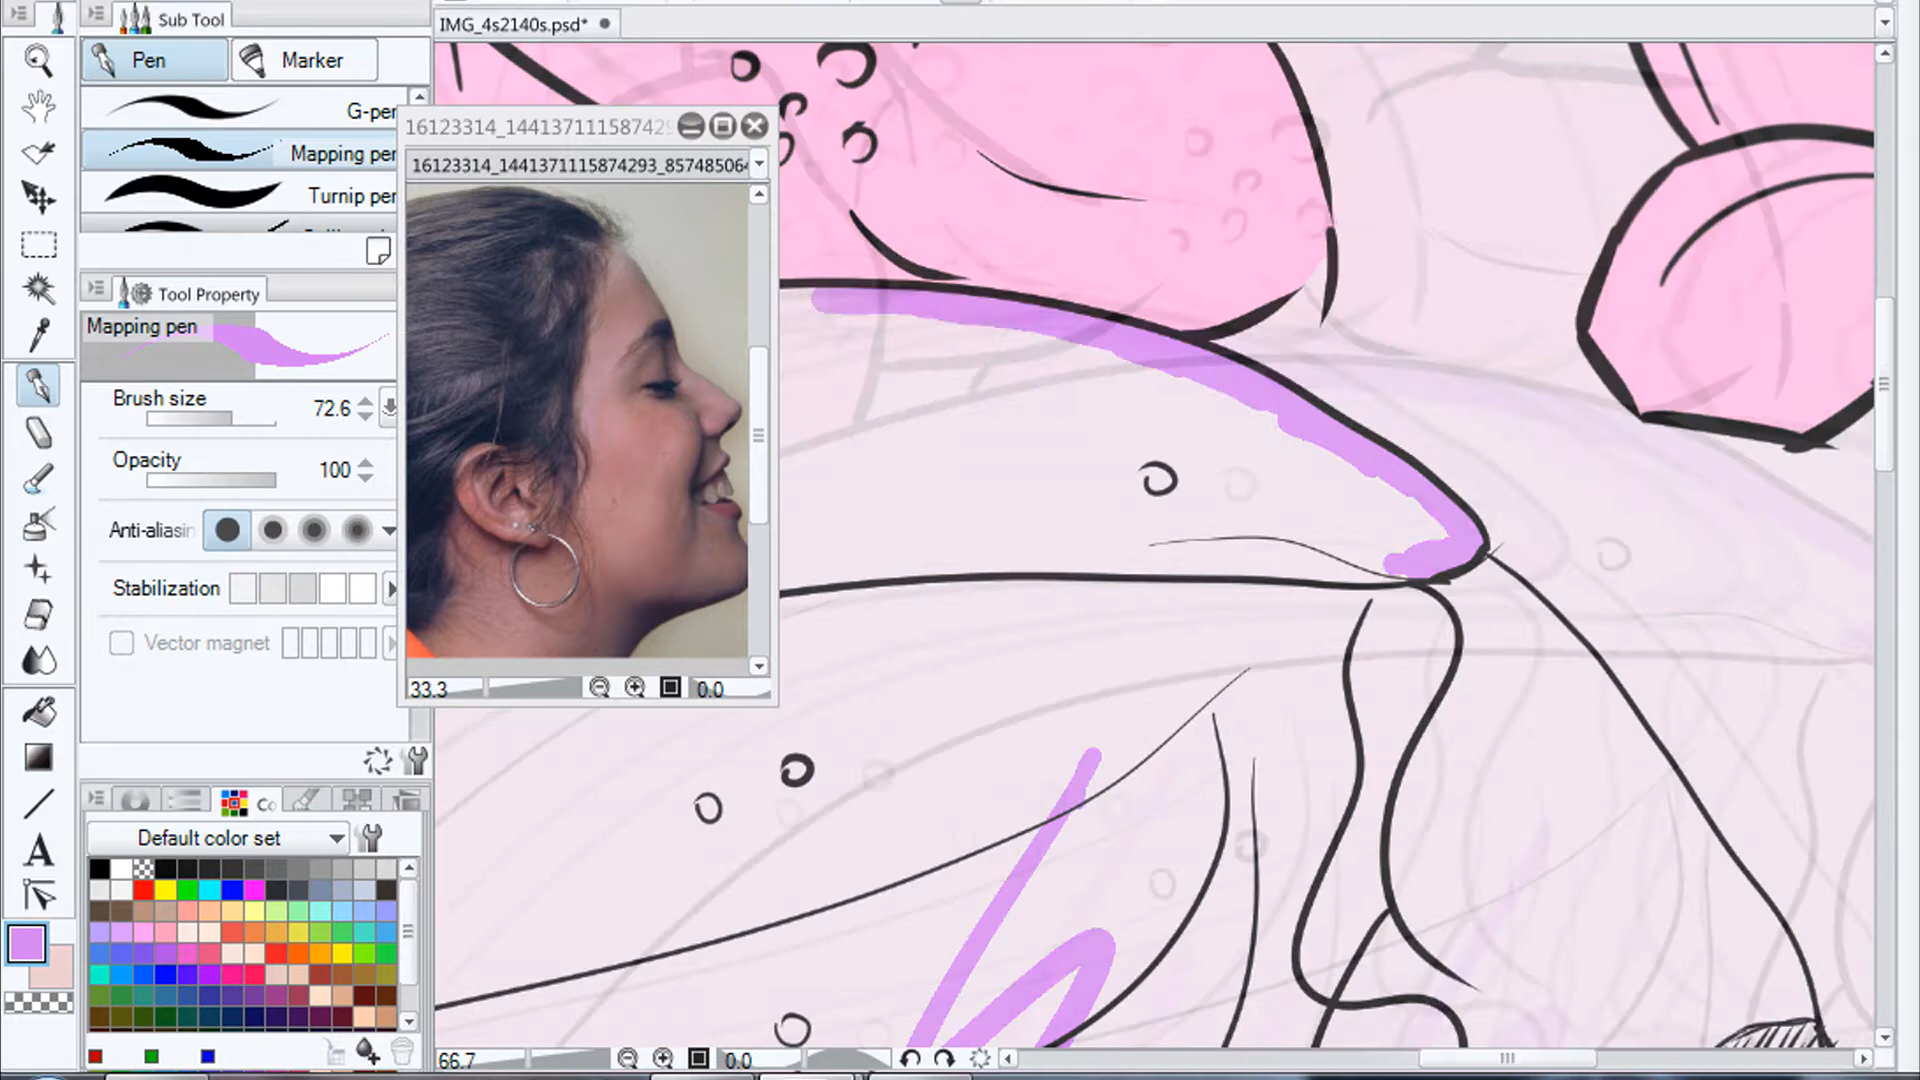 Sub Tool
IMG_4s2140s.psd*
Pen
Marker
G-pen
Mapping pen
Turnip pen
16123314_14413711158742
16123314_1441371115874293_85748506
Tool Property
Mapping pen
Brush size
72.6
Opacity
100
Anti-aliasin
Stabilization
Vector magnet
33.3
0.0
Co
Default color set
A
66.7
0.0